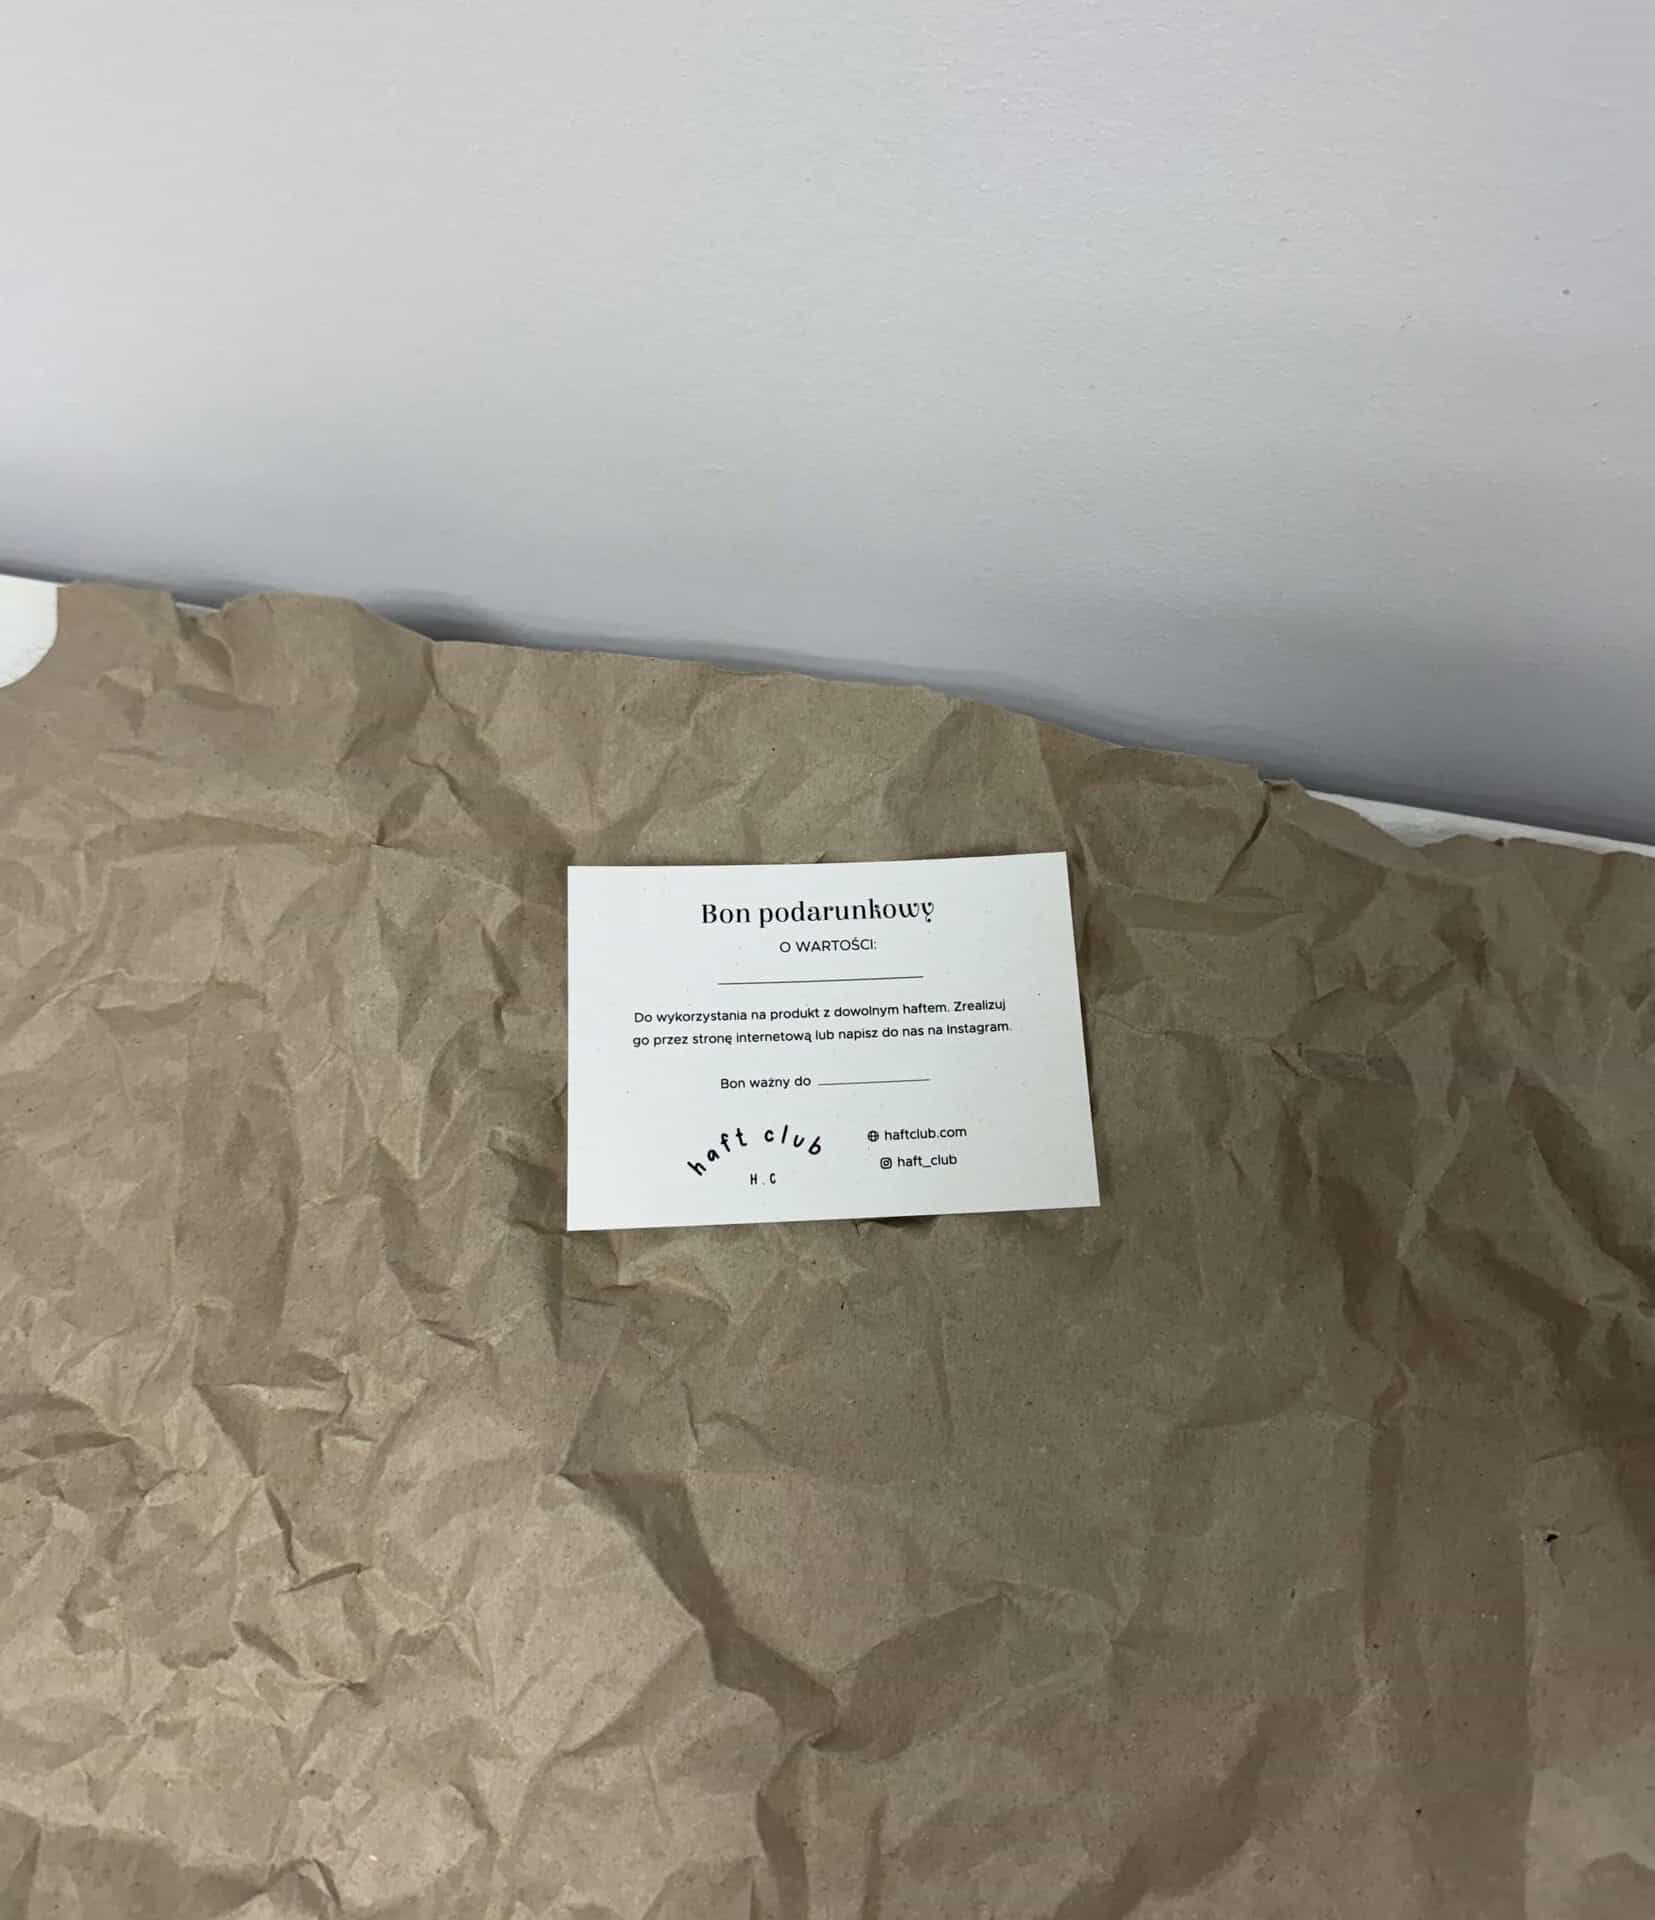 Bon podarunkowy
O WARTOŚCI:
Do wykorzystania na produkt z dowolnym haftem. Zrealizuj
go przez stronę internetową lub napisz do nas na Instagram.
Bon ważny do
haft club
H.C
haftclub.com
haft_club